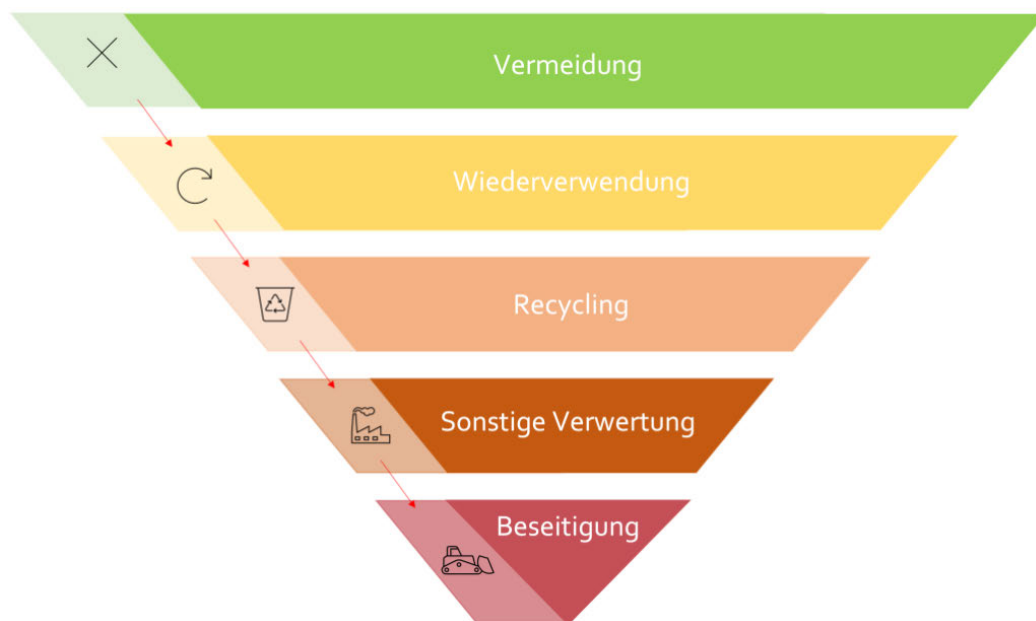 Vermeidung
Wiederverwendung
Recycling
Sonstige Verwertung
Beseitigung